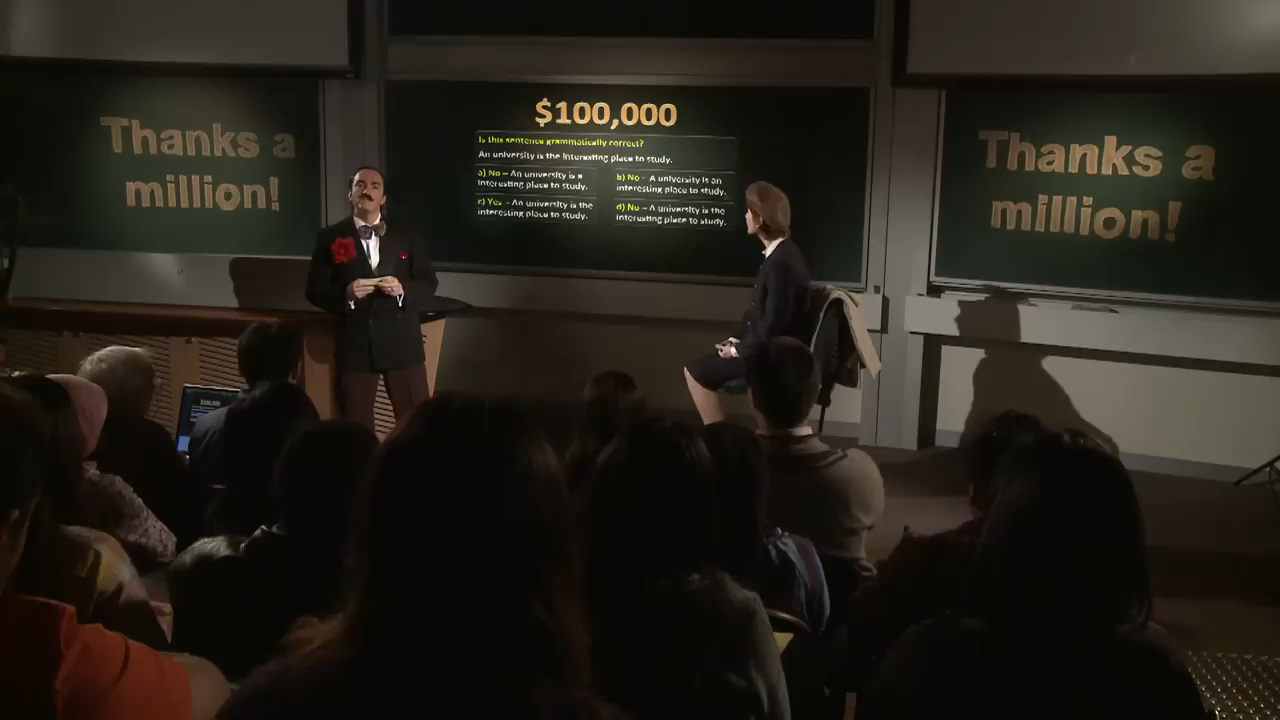 Thanks a
million!
$100,000
Is this sentence grammatically correct?
An university is the interesting place to study.
a) No – An university is a
interesting place to study.
b) No - A university is an
interesting place to study.
c) Yes – An university is the
interesting place to study.
d) No – A university is the
interesting place to study.
Thanks a
million!